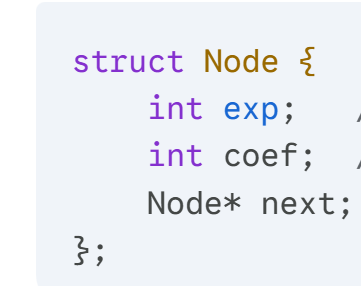 struct Node {
    int exp;   /
    int coef;  /
    Node* next;
};